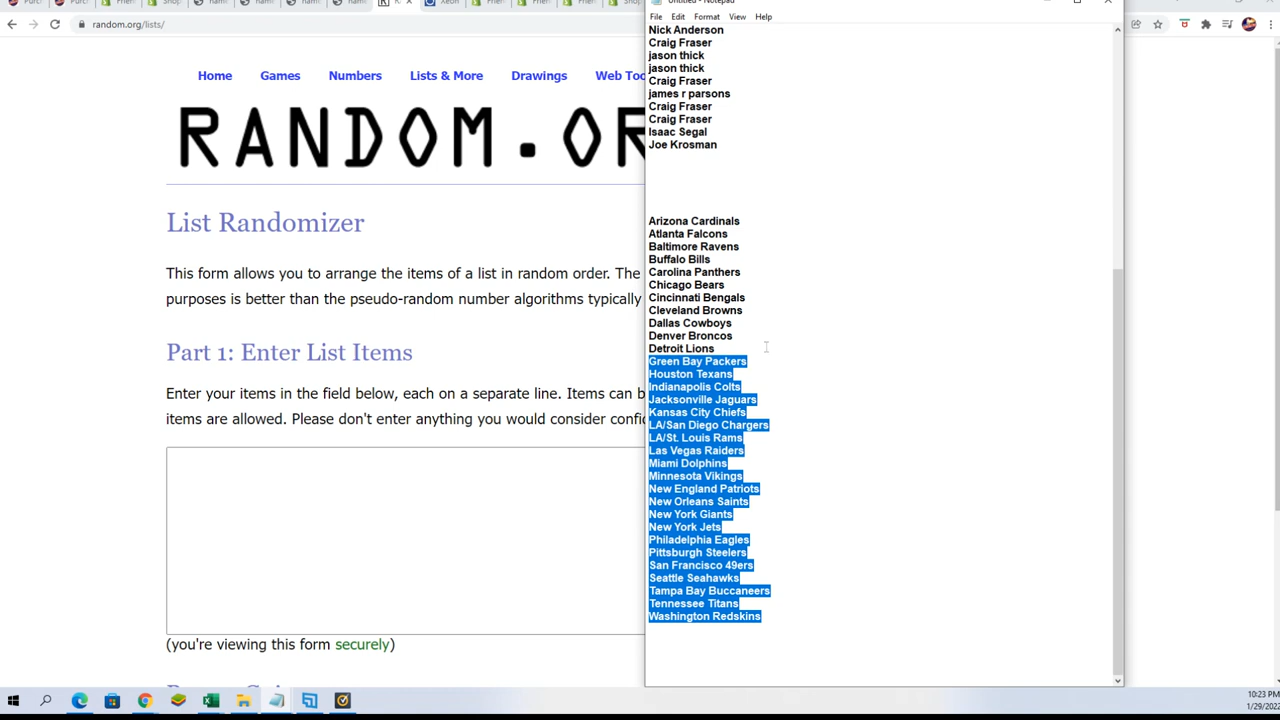 Untitled - Notepad
random.org/lists/
File Edit Format View Help
Home Games Numbers Lists & More Drawings Web Too
RANDOM.OR
List Randomizer
This form allows you to arrange the items of a list in random order. The
purposes is better than the pseudo-random number algorithms typically
Part 1: Enter List Items
Enter your items in the field below, each on a separate line. Items can b
items are allowed. Please don't enter anything you would consider confi
(you're viewing this form securely)
Nick Anderson
Craig Fraser
jason thick
jason thick
Craig Fraser
james r parsons
Craig Fraser
Craig Fraser
Isaac Segal
Joe Krosman
Arizona Cardinals
Atlanta Falcons
Baltimore Ravens
Buffalo Bills
Carolina Panthers
Chicago Bears
Cincinnati Bengals
Cleveland Browns
Dallas Cowboys
Denver Broncos
Detroit Lions
Green Bay Packers
Houston Texans
Indianapolis Colts
Jacksonville Jaguars
Kansas City Chiefs
LA/San Diego Chargers
LA/St. Louis Rams
Las Vegas Raiders
Miami Dolphins
Minnesota Vikings
New England Patriots
New Orleans Saints
New York Giants
New York Jets
Philadelphia Eagles
Pittsburgh Steelers
San Francisco 49ers
Seattle Seahawks
Tampa Bay Buccaneers
Tennessee Titans
Washington Redskins
10:23 PM
1/29/2022